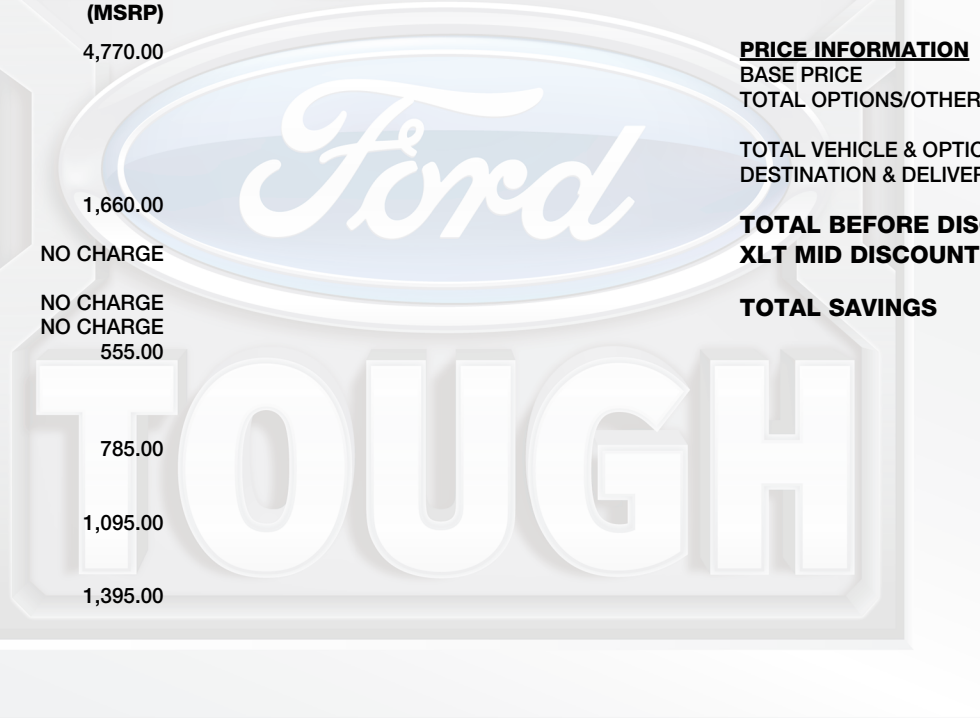 (MSRP)
4,770.00
1,660.00
NO CHARGE
NO CHARGE
NO CHARGE
555.00
785.00
1,095.00
1,395.00
PRICE INFORMATION
BASE PRICE
TOTAL OPTIONS/OTHER
TOTAL VEHICLE & OPTIO
DESTINATION & DELIVER
TOTAL BEFORE DIS
XLT MID DISCOUNT
TOTAL SAVINGS
Ford
TOUGH